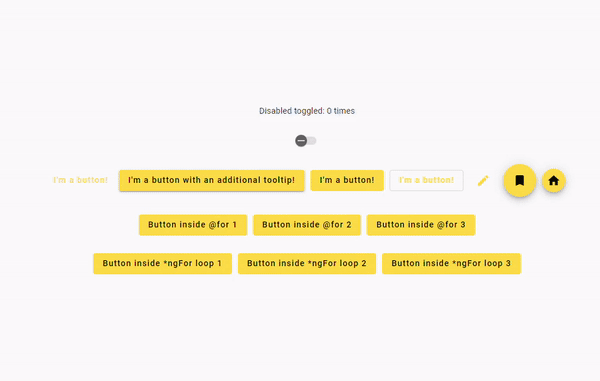 Disabled toggled: 0 times
I'm a button! I'm a button with an additional tooltip! I'm a button! I'm a button!
Button inside @for 1 Button inside @for 2 Button inside @for 3
Button inside *ngFor loop 1 Button inside *ngFor loop 2 Button inside *ngFor loop 3